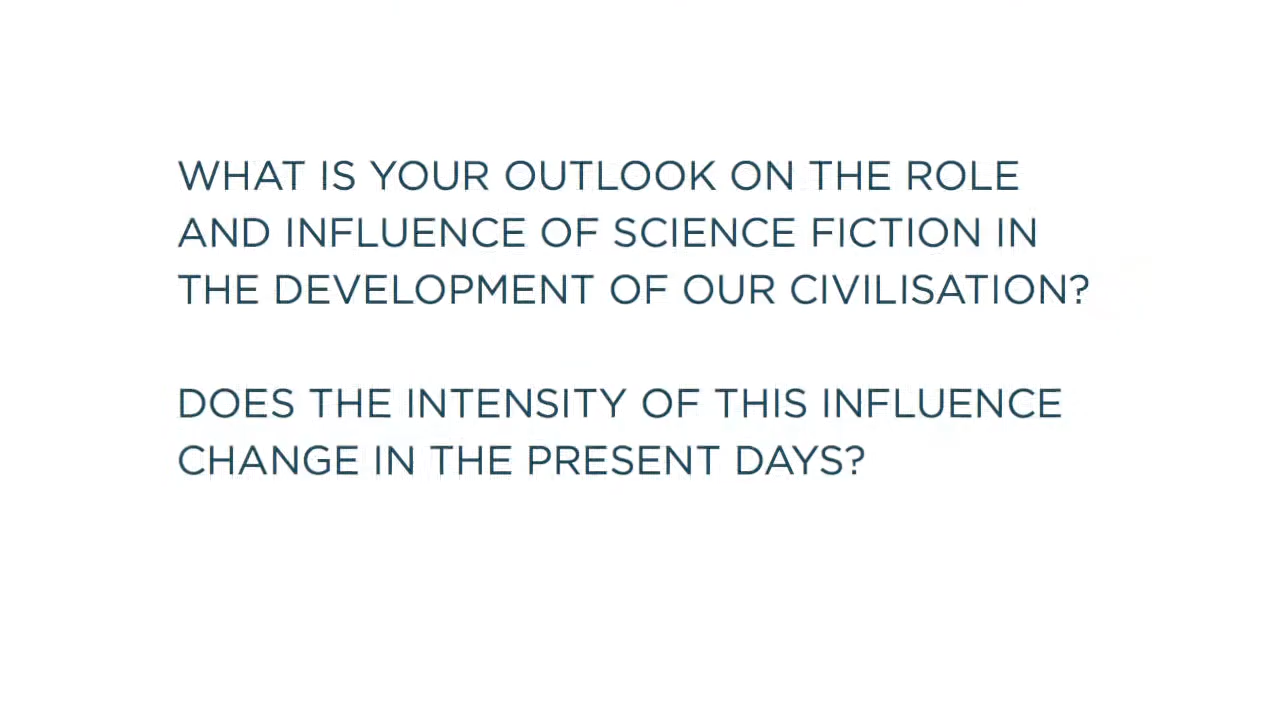 WHAT IS YOUR OUTLOOK ON THE ROLE
AND INFLUENCE OF SCIENCE FICTION IN
THE DEVELOPMENT OF OUR CIVILISATION?
DOES THE INTENSITY OF THIS INFLUENCE
CHANGE IN THE PRESENT DAYS?